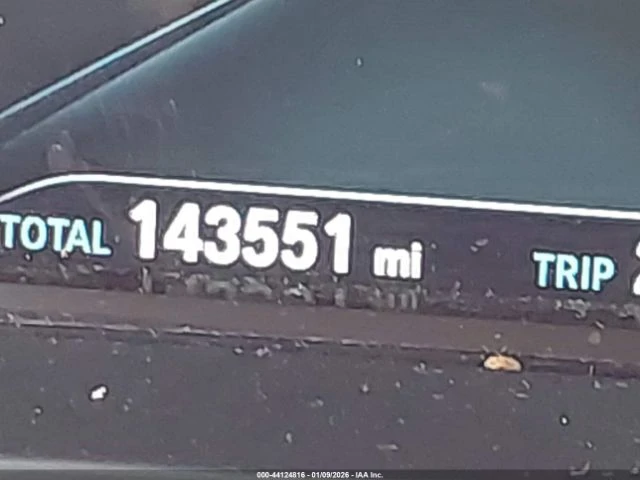 TOTAL 143551 mi TRIP
000-44124816 - 01/09/2026 - IAA Inc.